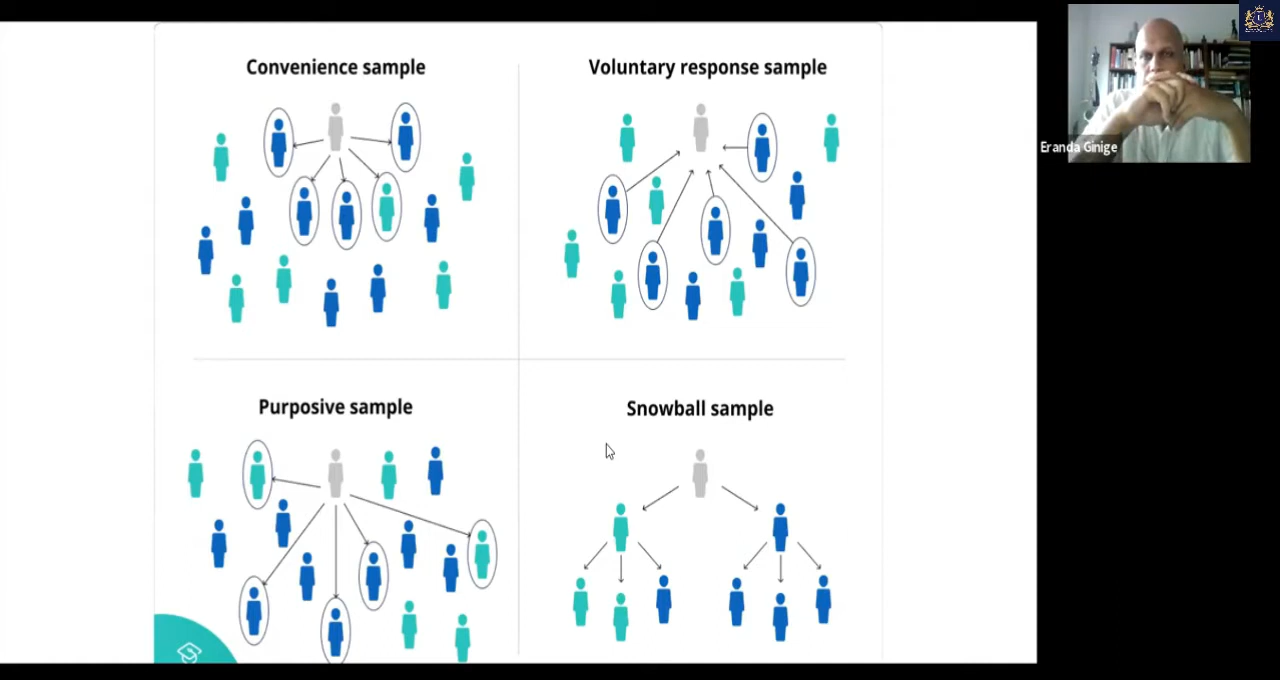 Convenience sample
Voluntary response sample
Eranda Ginige
Purposive sample
Snowball sample